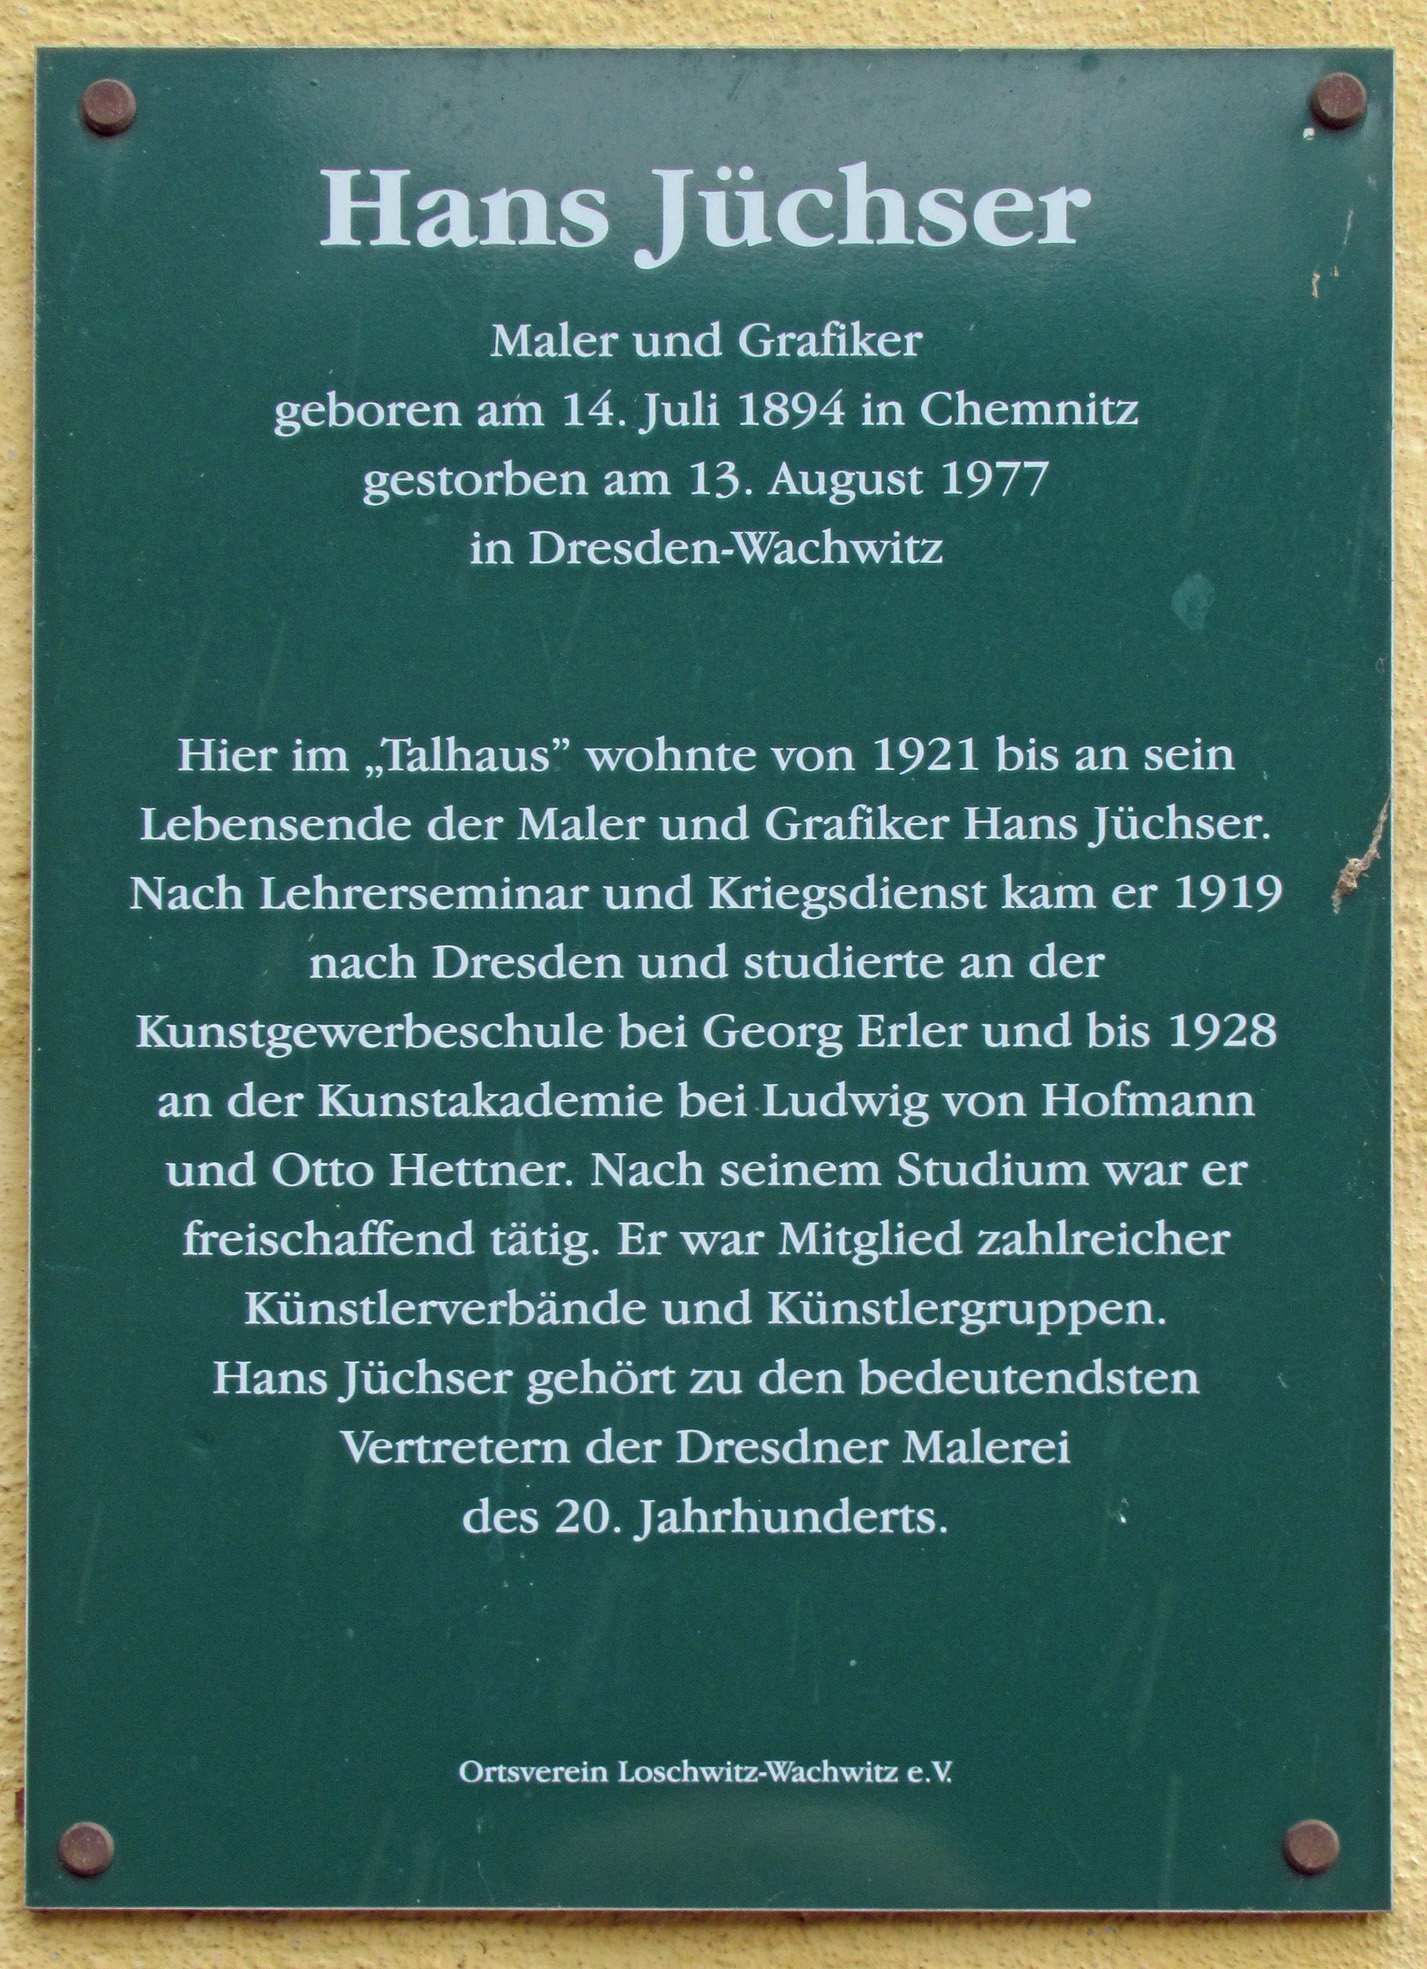 Hans Jüchser
Maler und Grafiker
geboren am 14. Juli 1894 in Chemnitz
gestorben am 13. August 1977
in Dresden-Wachwitz
Hier im „Talhaus” wohnte von 1921 bis an sein
Lebensende der Maler und Grafiker Hans Jüchser.
Nach Lehrerseminar und Kriegsdienst kam er 1919
nach Dresden und studierte an der
Kunstgewerbeschule bei Georg Erler und bis 1928
an der Kunstakademie bei Ludwig von Hofmann
und Otto Hettner. Nach seinem Studium war er
freischaffend tätig. Er war Mitglied zahlreicher
Künstlerverbände und Künstlergruppen.
Hans Jüchser gehört zu den bedeutendsten
Vertretern der Dresdner Malerei
des 20. Jahrhunderts.
Ortsverein Loschwitz-Wachwitz e.V.